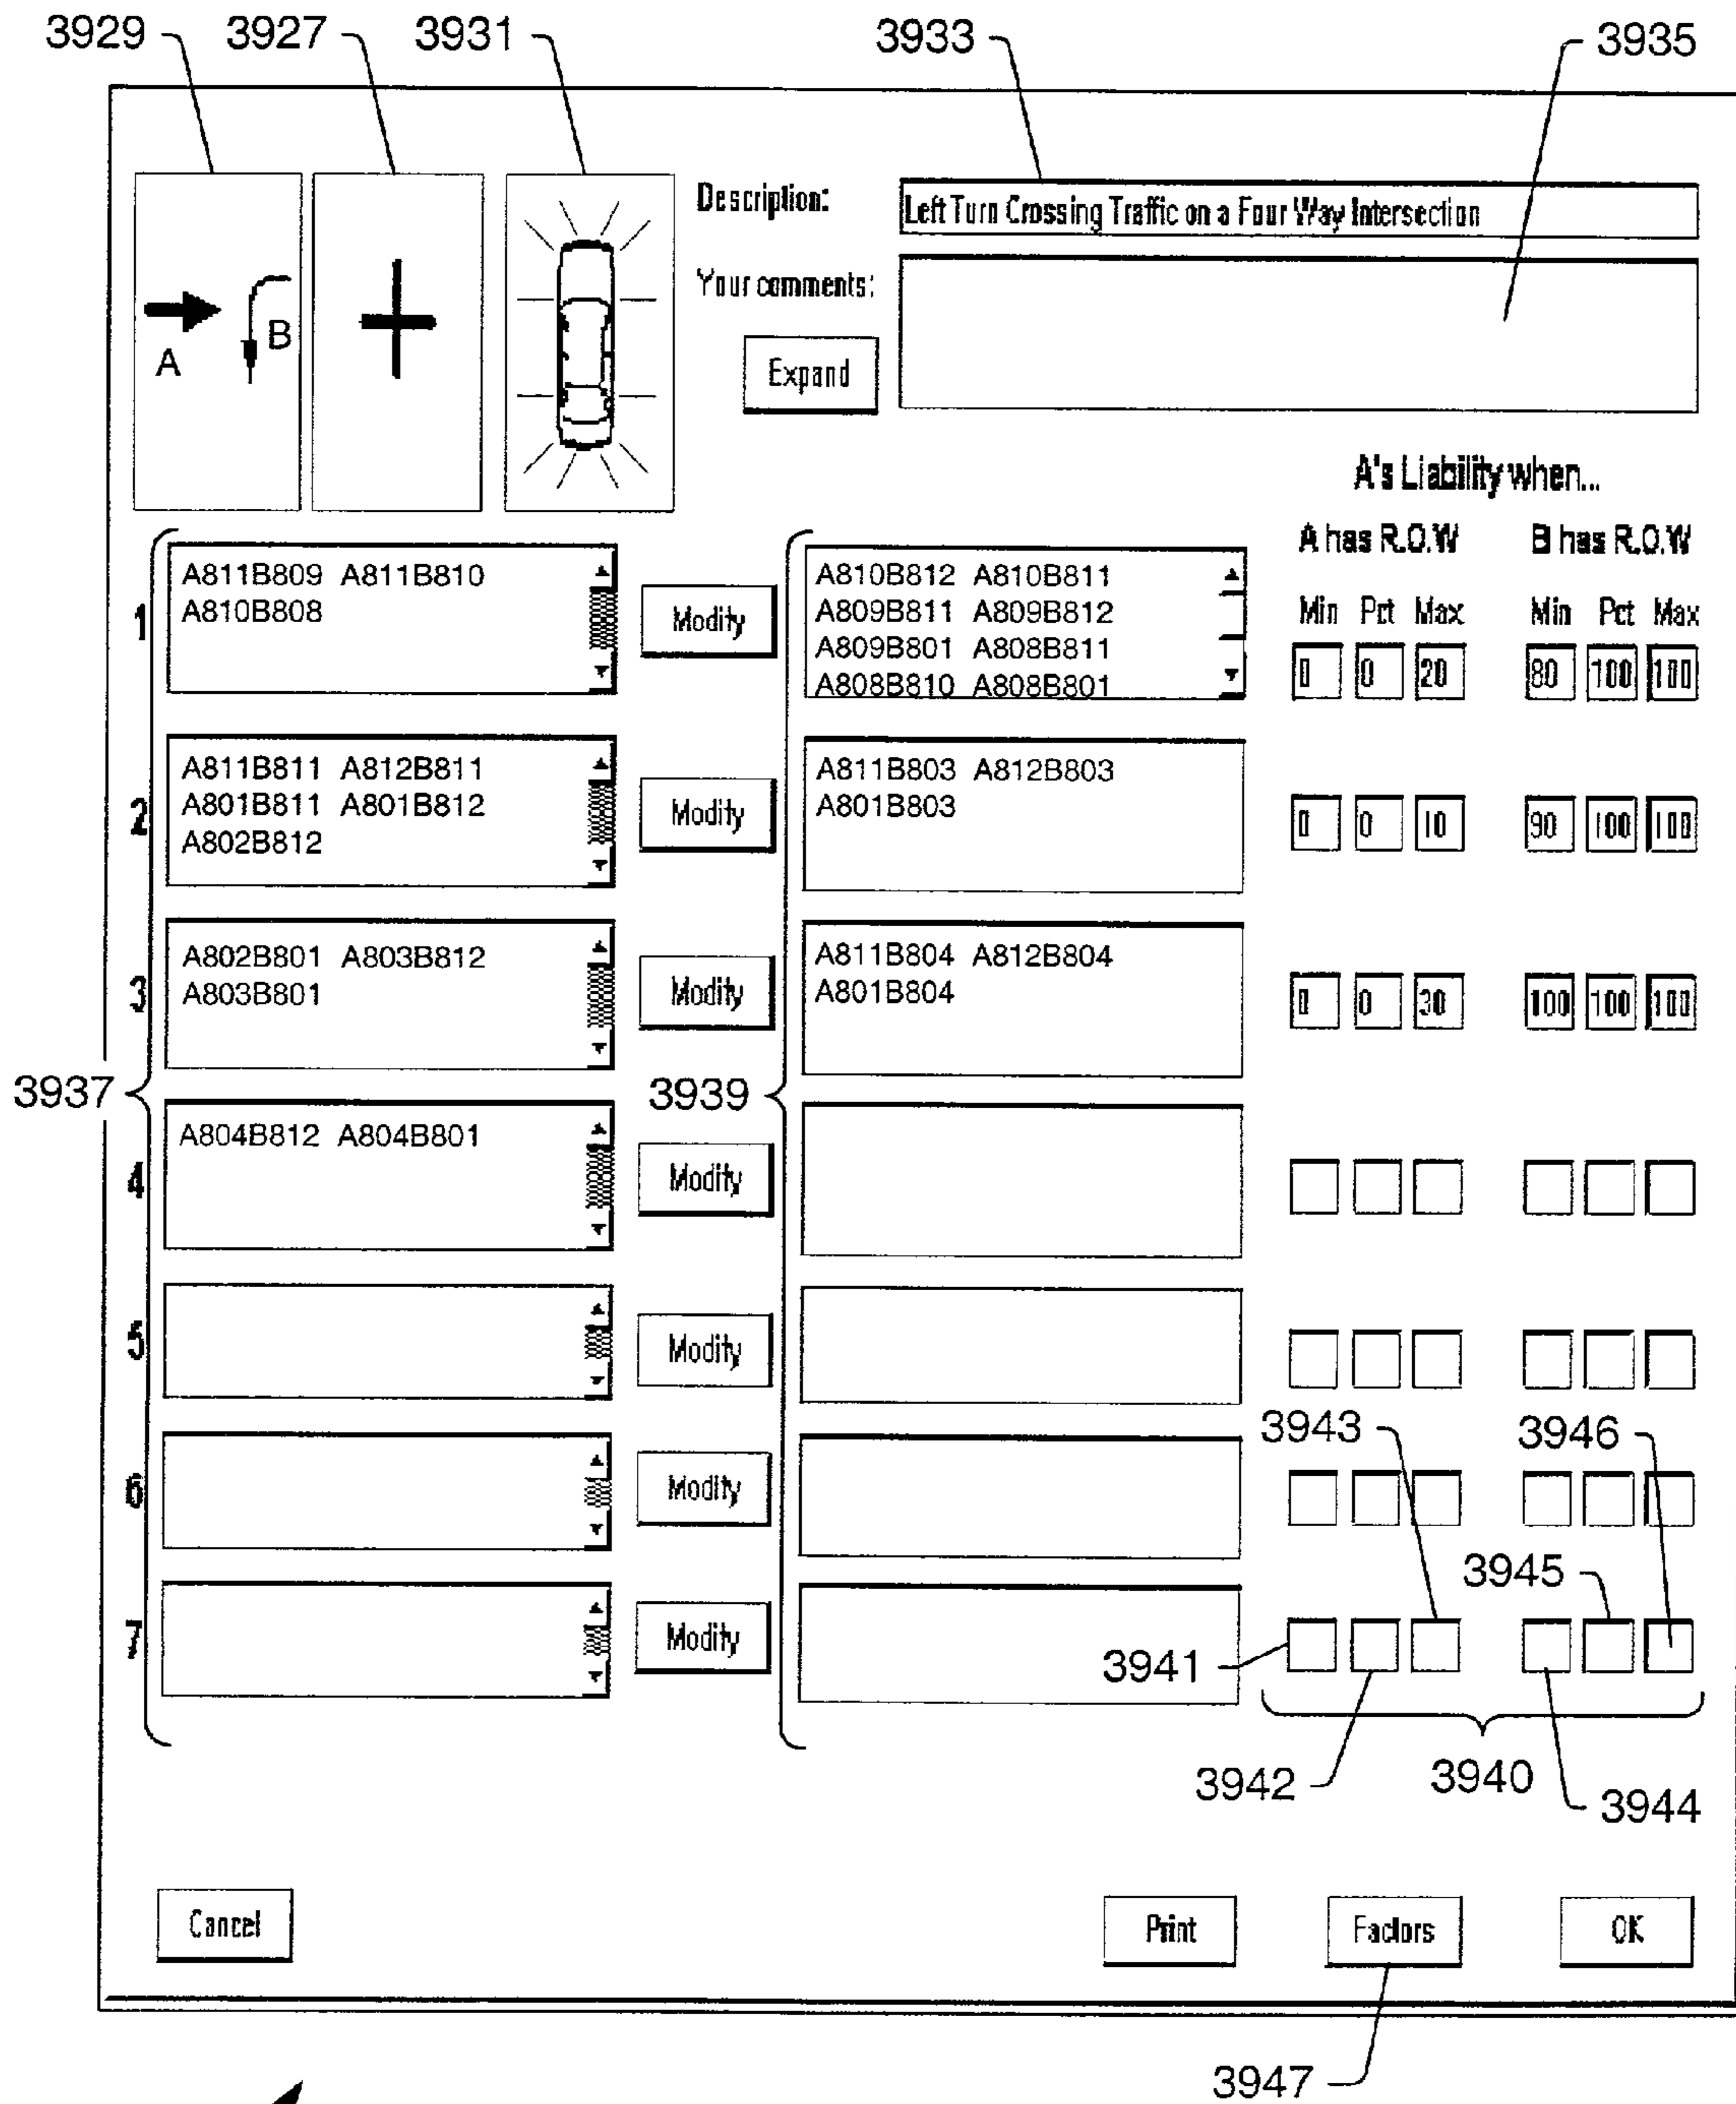 3929 3927 3931 3933 3935
Description: Left Turn Crossing Traffic on a Four Way Intersection
Your comments:
A B
Expand
A's Liability when...
A has R.O.W B has R.O.W
Min Pct Max Min Pct Max
1
A811B809 A811B810
A810B808
Modify
A810B812 A810B811
A809B811 A809B812
A809B801 A808B811
A808B810 A808B801
0 0 20 80 100 100
2
A811B811 A812B811
A801B811 A801B812
A802B812
Modify
A811B803 A812B803
A801B803
0 0 10 90 100 100
3
A802B801 A803B812
A803B801
Modify
A811B804 A812B804
A801B804
0 0 30 100 100 100
3937 3939
4
A804B812 A804B801
Modify
5
Modify
3943 3946
6
Modify
3945
7
Modify
3941
3942 3940 3944
Cancel Print Factors OK
3947